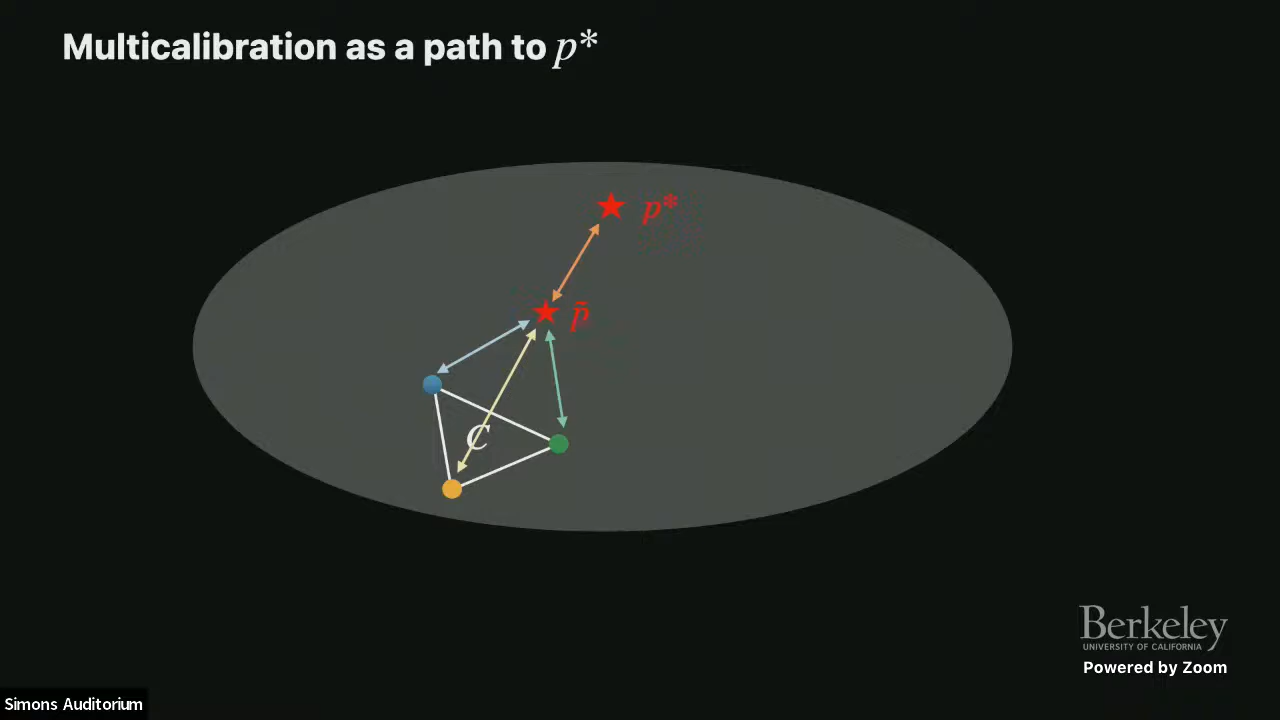 Multicalibration as a path to p*
p*
p̃
C
Berkeley
UNIVERSITY OF CALIFORNIA
Powered by Zoom
Simons Auditorium